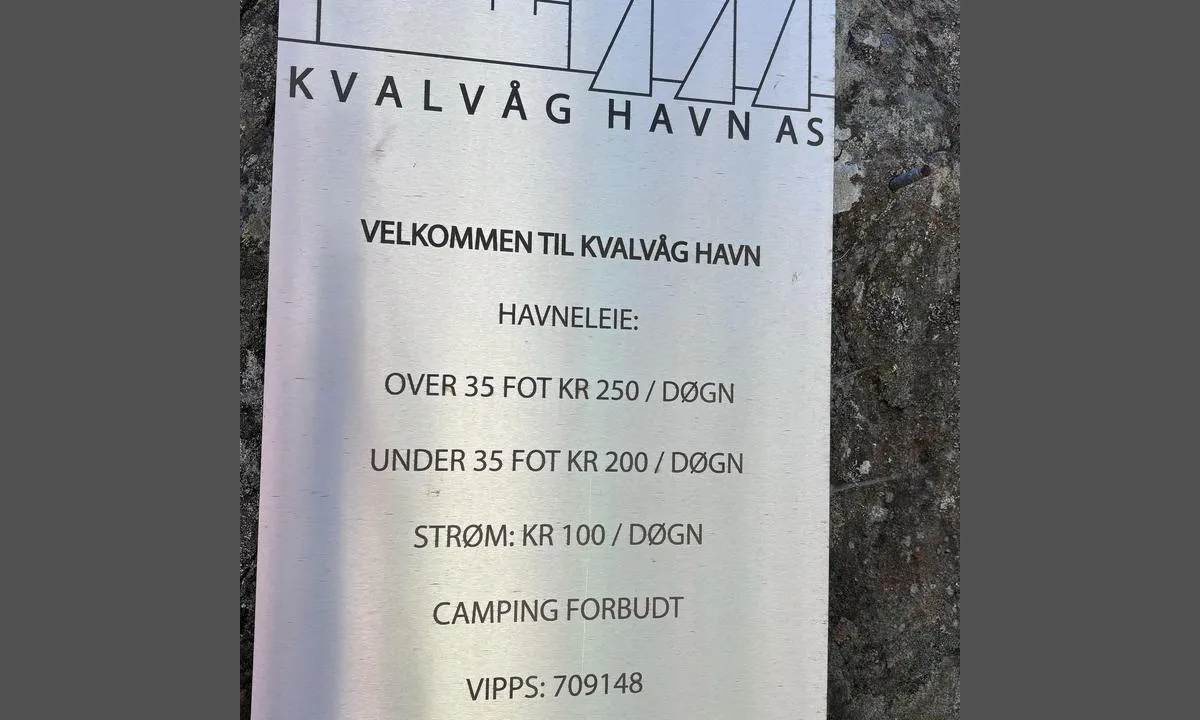 KVALVÅG HAVN AS
VELKOMMEN TIL KVALVÅG HAVN
HAVNELEIE:
OVER 35 FOT KR 250 / DØGN
UNDER 35 FOT KR 200 / DØGN
STRØM: KR 100 / DØGN
CAMPING FORBUDT
VIPPS: 709148